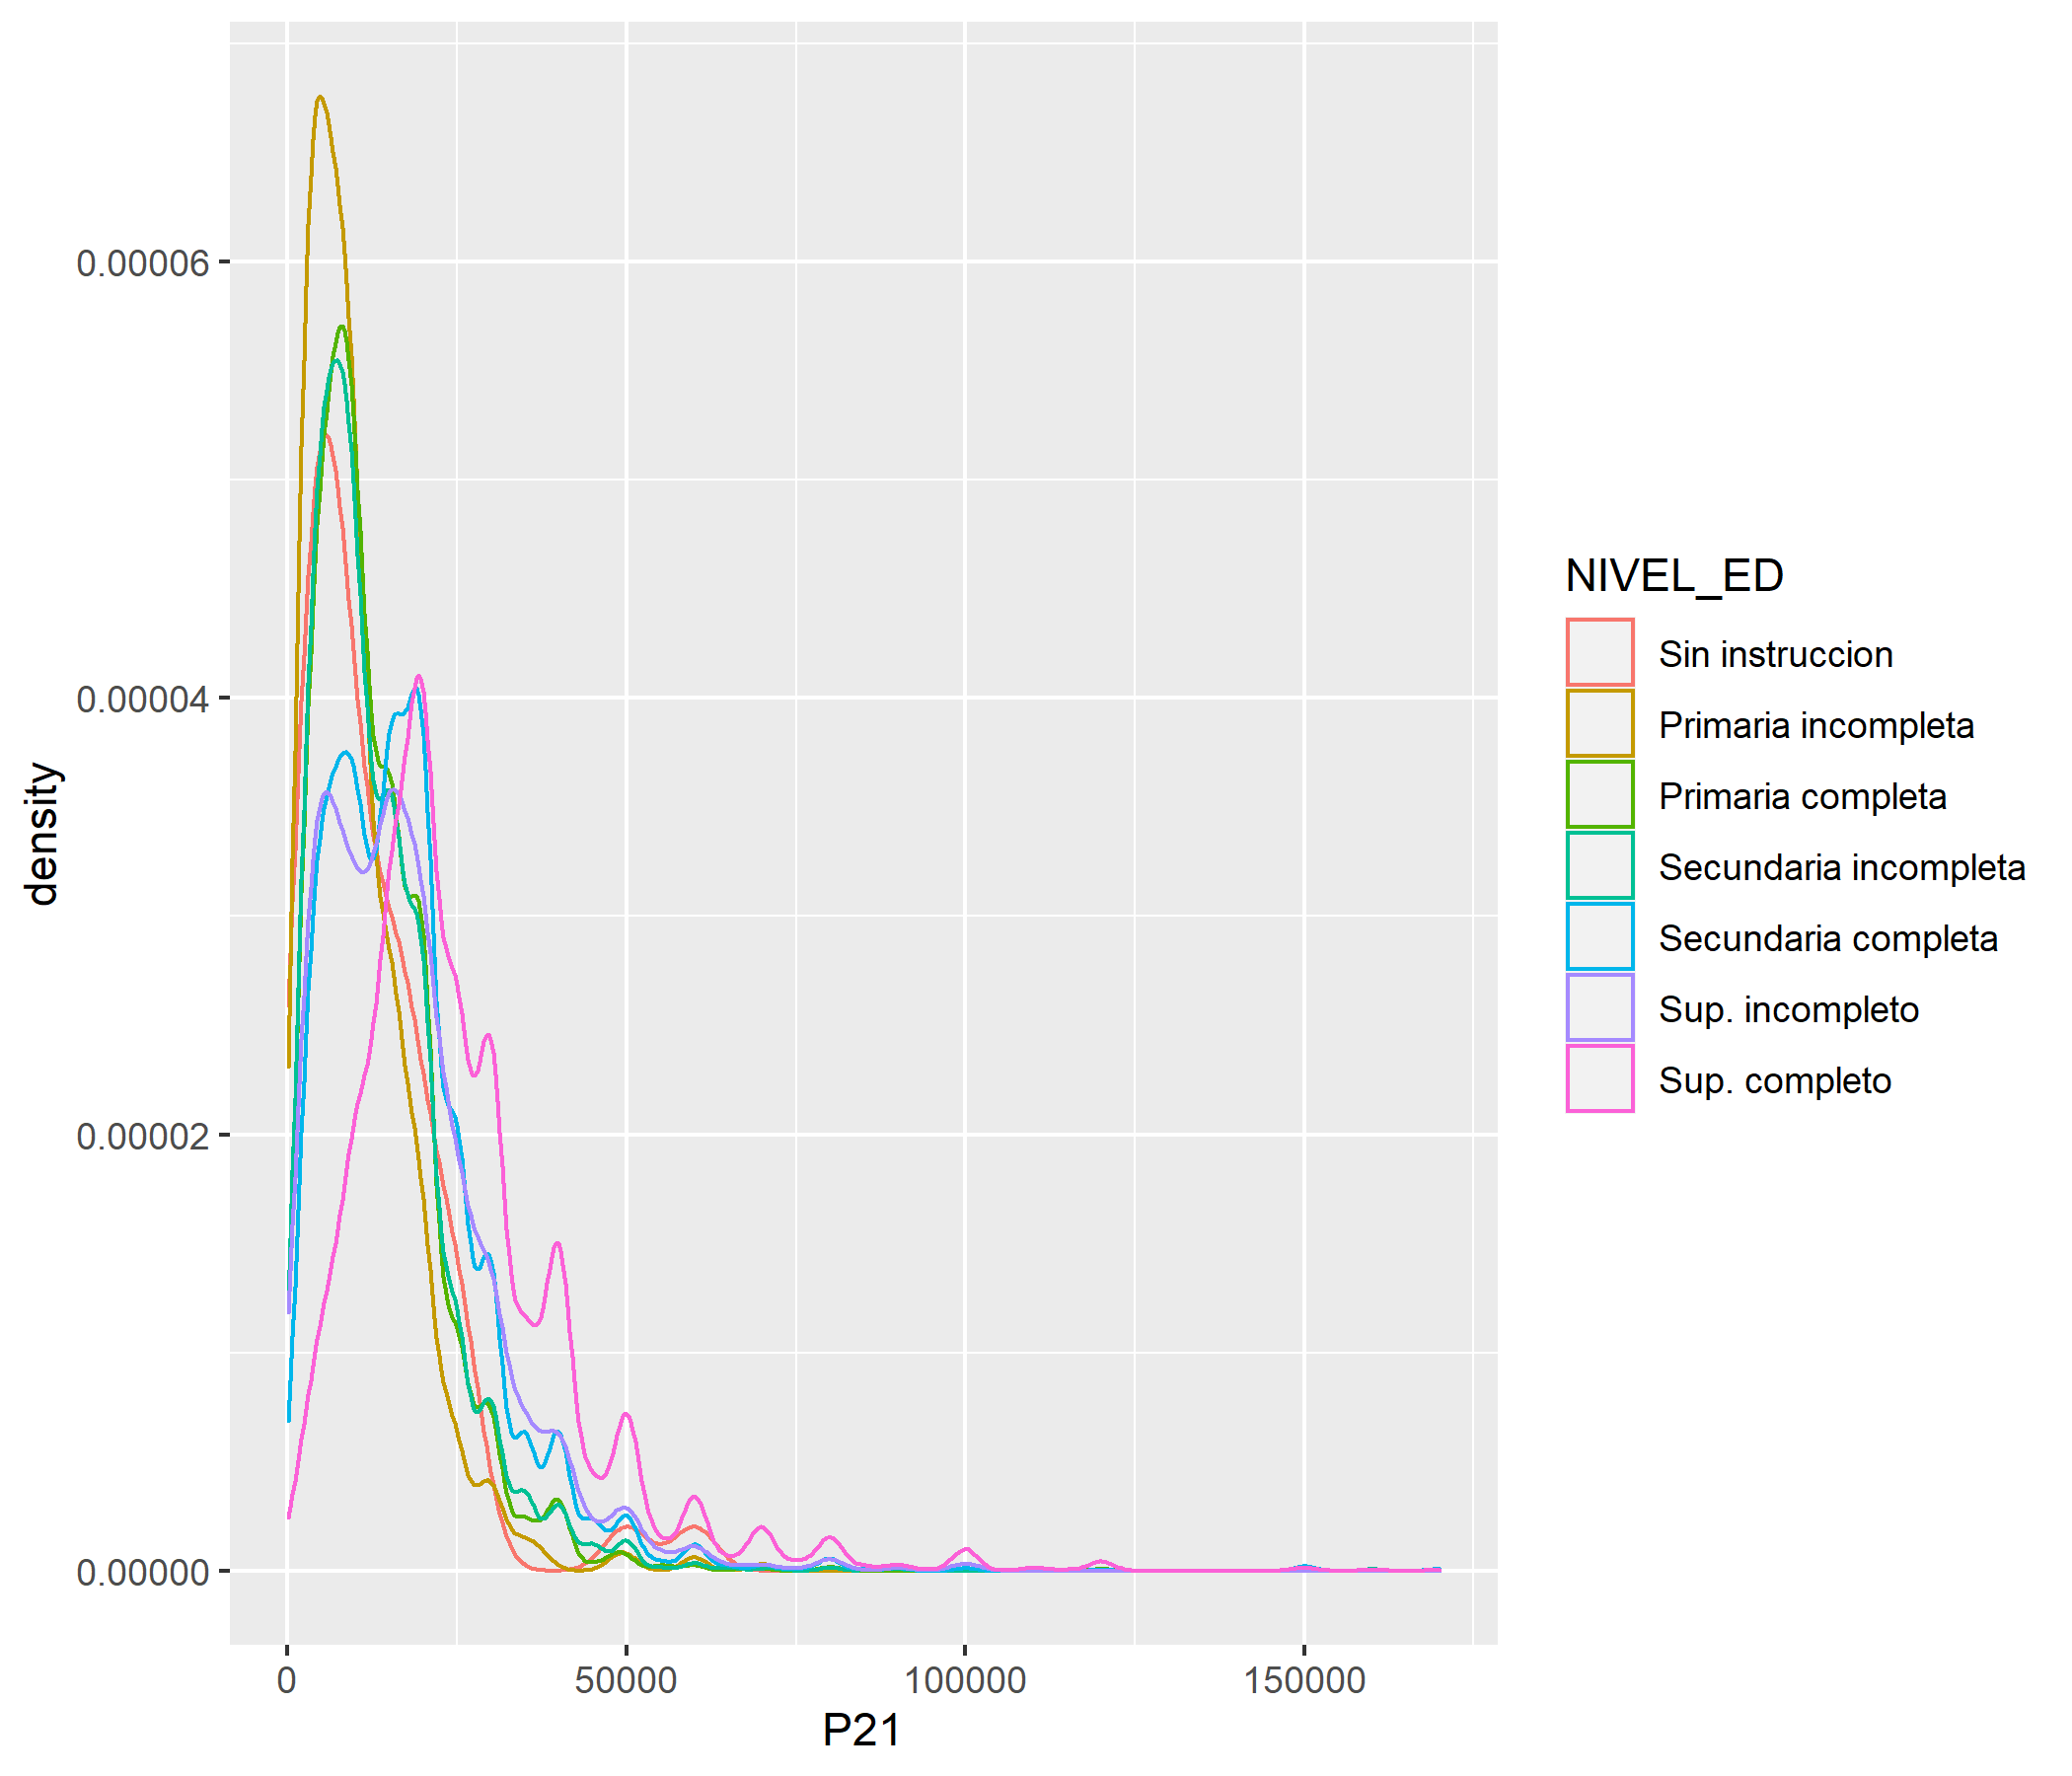 0.00006
0.00004
0.00002
0.00000
density
0 50000 100000 150000
P21
NIVEL_ED
Sin instruccion
Primaria incompleta
Primaria completa
Secundaria incompleta
Secundaria completa
Sup. incompleto
Sup. completo